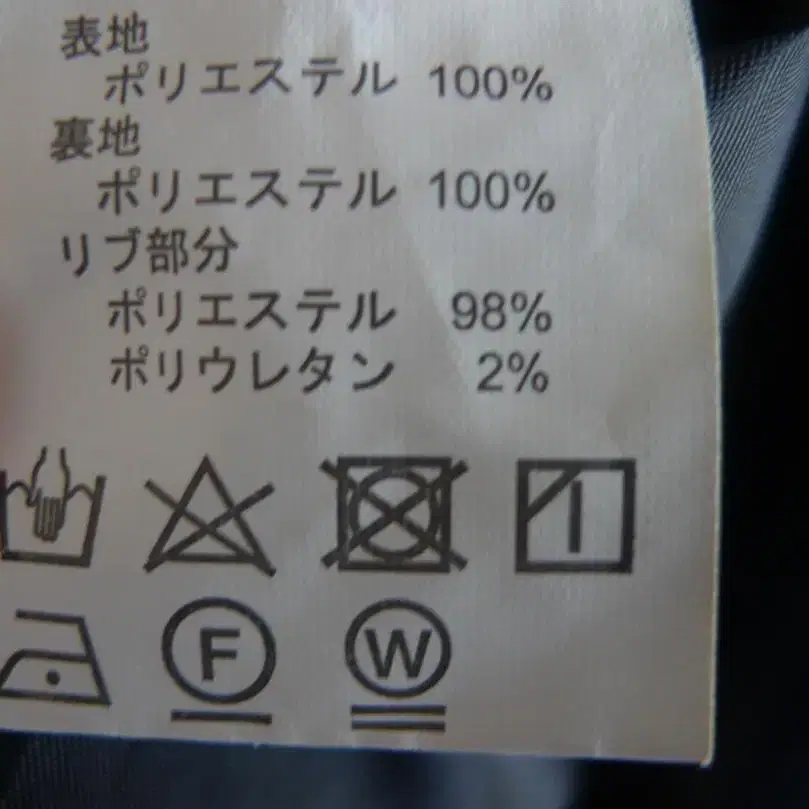 表地
ポリエステル 100%
裏地
ポリエステル 100%
リブ部分
ポリエステル 98%
ポリウレタン 2%
F W